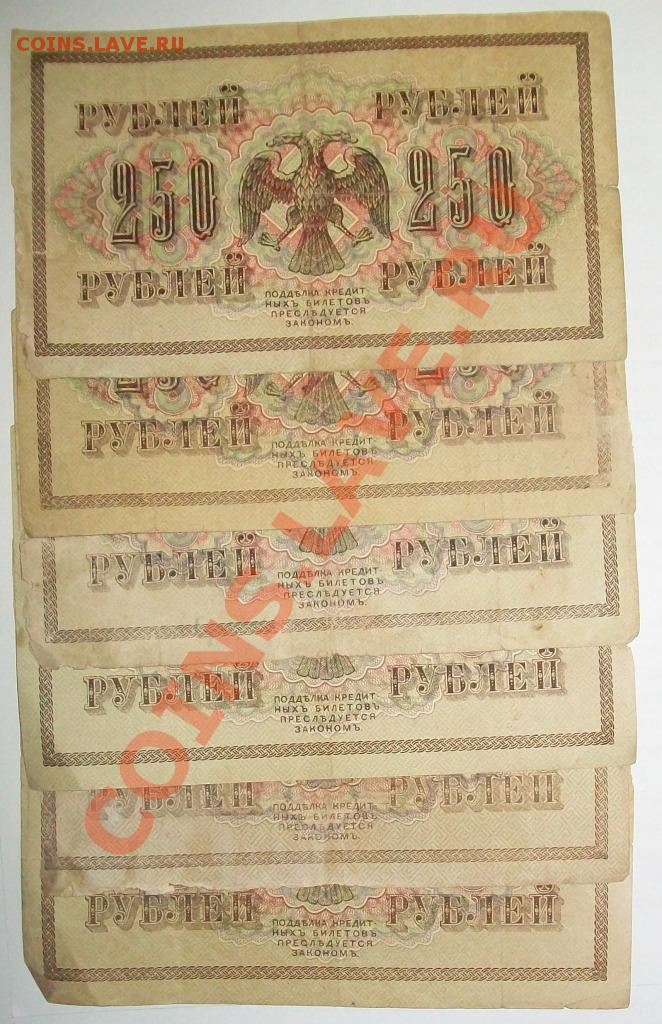 COINS.LAVE.RU
РУБЛЕЙ РУБЛЕЙ
250 250
РУБЛЕЙ РУБЛЕЙ
ПОДДѢЛКА КРЕДИТ-
НЫХЪ БИЛЕТОВЪ
ПРЕСЛѢДУЕТСЯ
ЗАКОНОМЪ.
250 250
РУБЛЕЙ РУБЛЕЙ
ПОДДѢЛКА КРЕДИТ-
НЫХЪ БИЛЕТОВЪ
ПРЕСЛѢДУЕТСЯ
ЗАКОНОМЪ.
РУБЛЕЙ РУБЛЕЙ
ПОДДѢЛКА КРЕДИТ-
НЫХЪ БИЛЕТОВЪ
ПРЕСЛѢДУЕТСЯ
ЗАКОНОМЪ.
РУБЛЕЙ РУБЛЕЙ
ПОДДѢЛКА КРЕДИТ-
НЫХЪ БИЛЕТОВЪ
ПРЕСЛѢДУЕТСЯ
ЗАКОНОМЪ.
РУБЛЕЙ РУБЛЕЙ
ПОДДѢЛКА КРЕДИТ-
НЫХЪ БИЛЕТОВЪ
ПРЕСЛѢДУЕТСЯ
ЗАКОНОМЪ.
РУБЛЕЙ РУБЛЕЙ
ПОДДѢЛКА КРЕДИТ-
НЫХЪ БИЛЕТОВЪ
ПРЕСЛѢДУЕТСЯ
ЗАКОНОМЪ.
COINS.LAVE.RU